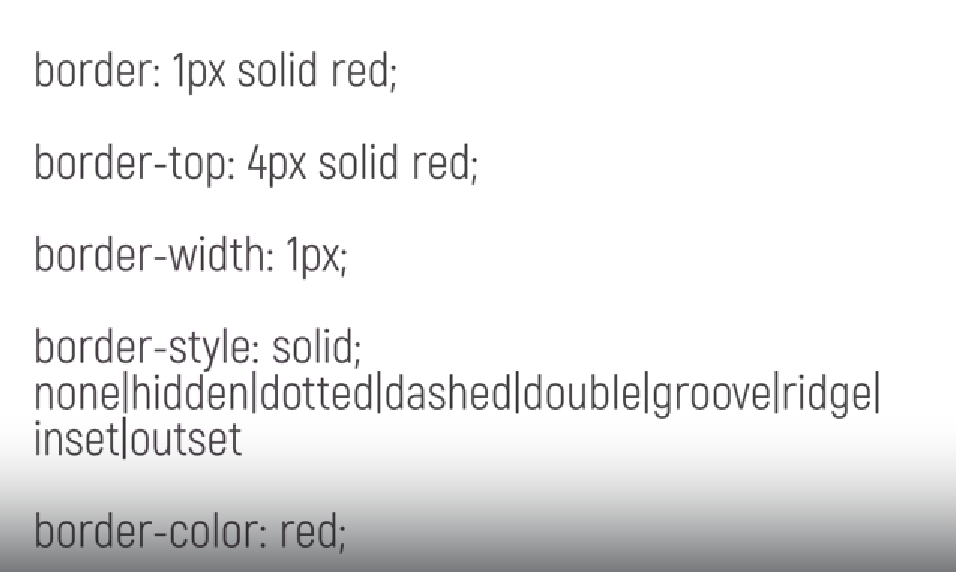 border: 1px solid red;
border-top: 4px solid red;
border-width: 1px;
border-style: solid;
none|hidden|dotted|dashed|double|groove|ridge|
inset|outset
border-color: red;